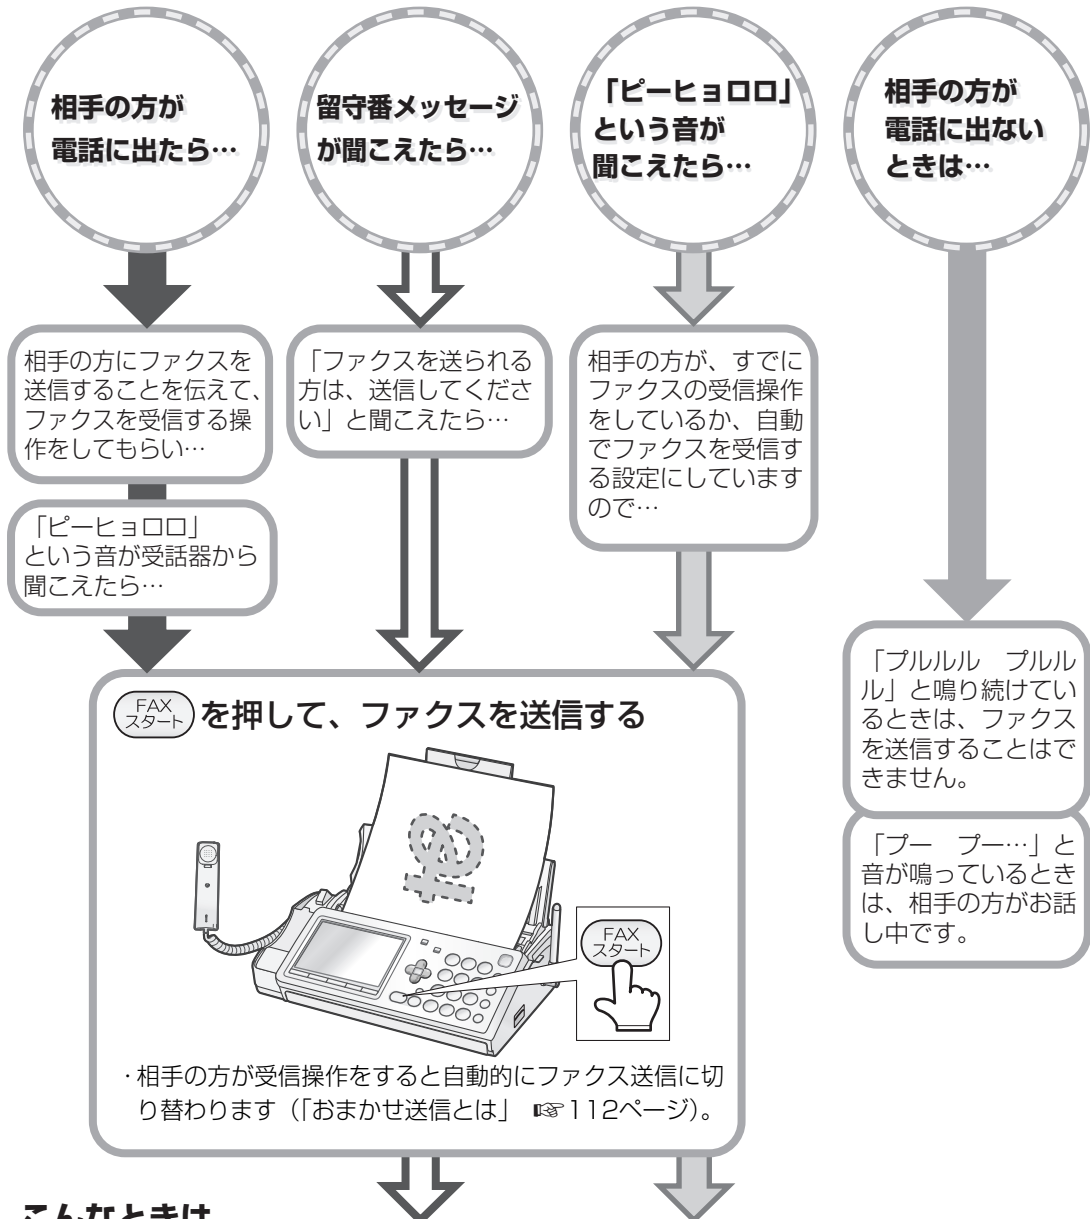 相手の方が
電話に出たら…
留守番メッセージ
が聞こえたら…
「ピーヒョロロ」
という音が
聞こえたら…
相手の方が
電話に出ない
ときは…
相手の方にファクスを
送信することを伝えて、
ファクスを受信する操
作をしてもらい…
「ピーヒョロロ」
という音が受話器から
聞こえたら…
「ファクスを送られる
方は、送信してくださ
い」と聞こえたら…
相手の方が、すでに
ファクスの受信操作
をしているか、自動
でファクスを受信す
る設定にしています
ので…
「プルルル　プルル
ル」と鳴り続けてい
るときは、ファクス
を送信することはで
きません。
「プー　プー…」と
音が鳴っているとき
は、相手の方がお話
し中です。
FAX
スタート を押して、ファクスを送信する
FAX
スタート
・相手の方が受信操作をすると自動的にファクス送信に切
り替わります（「おまかせ送信とは」 ☞112ページ）。
こんなときは